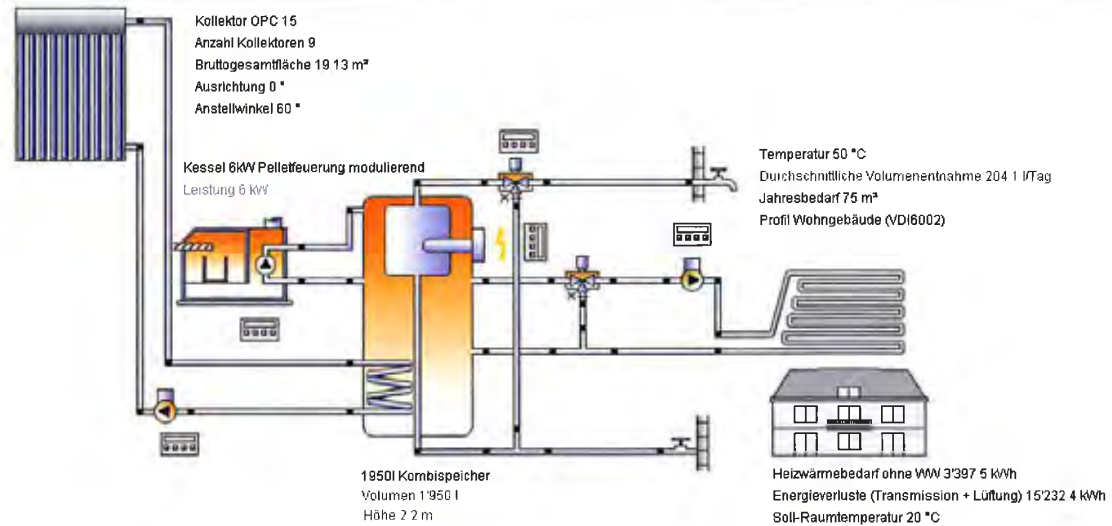 Kollektor OPC 15
Anzahl Kollektoren 9
Bruttogesamtfläche 19 13 m²
Ausrichtung 0 °
Anstellwinkel 60 °
Kessel 6kW Pelletfeuerung modulierend
Leistung 6 kW
Temperatur 50 °C
Durchschnittliche Volumenentnahme 204 1 l/Tag
Jahresbedarf 75 m³
Profil Wohngebäude (VDI6002)
1950l Kombispeicher
Volumen 1'950 l
Höhe 2 2 m
Heizwärmebedarf ohne WW 3'397 5 kWh
Energieverluste (Transmission + Lüftung) 15'232 4 kWh
Soll-Raumtemperatur 20 °C